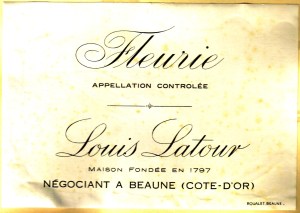 Fleurie
APPELLATION CONTROLÉE
Louis Latour
MAISON FONDÉE EN 1797
NÉGOCIANT A BEAUNE (COTE-D'OR)
ROUALET. BEAUNE.